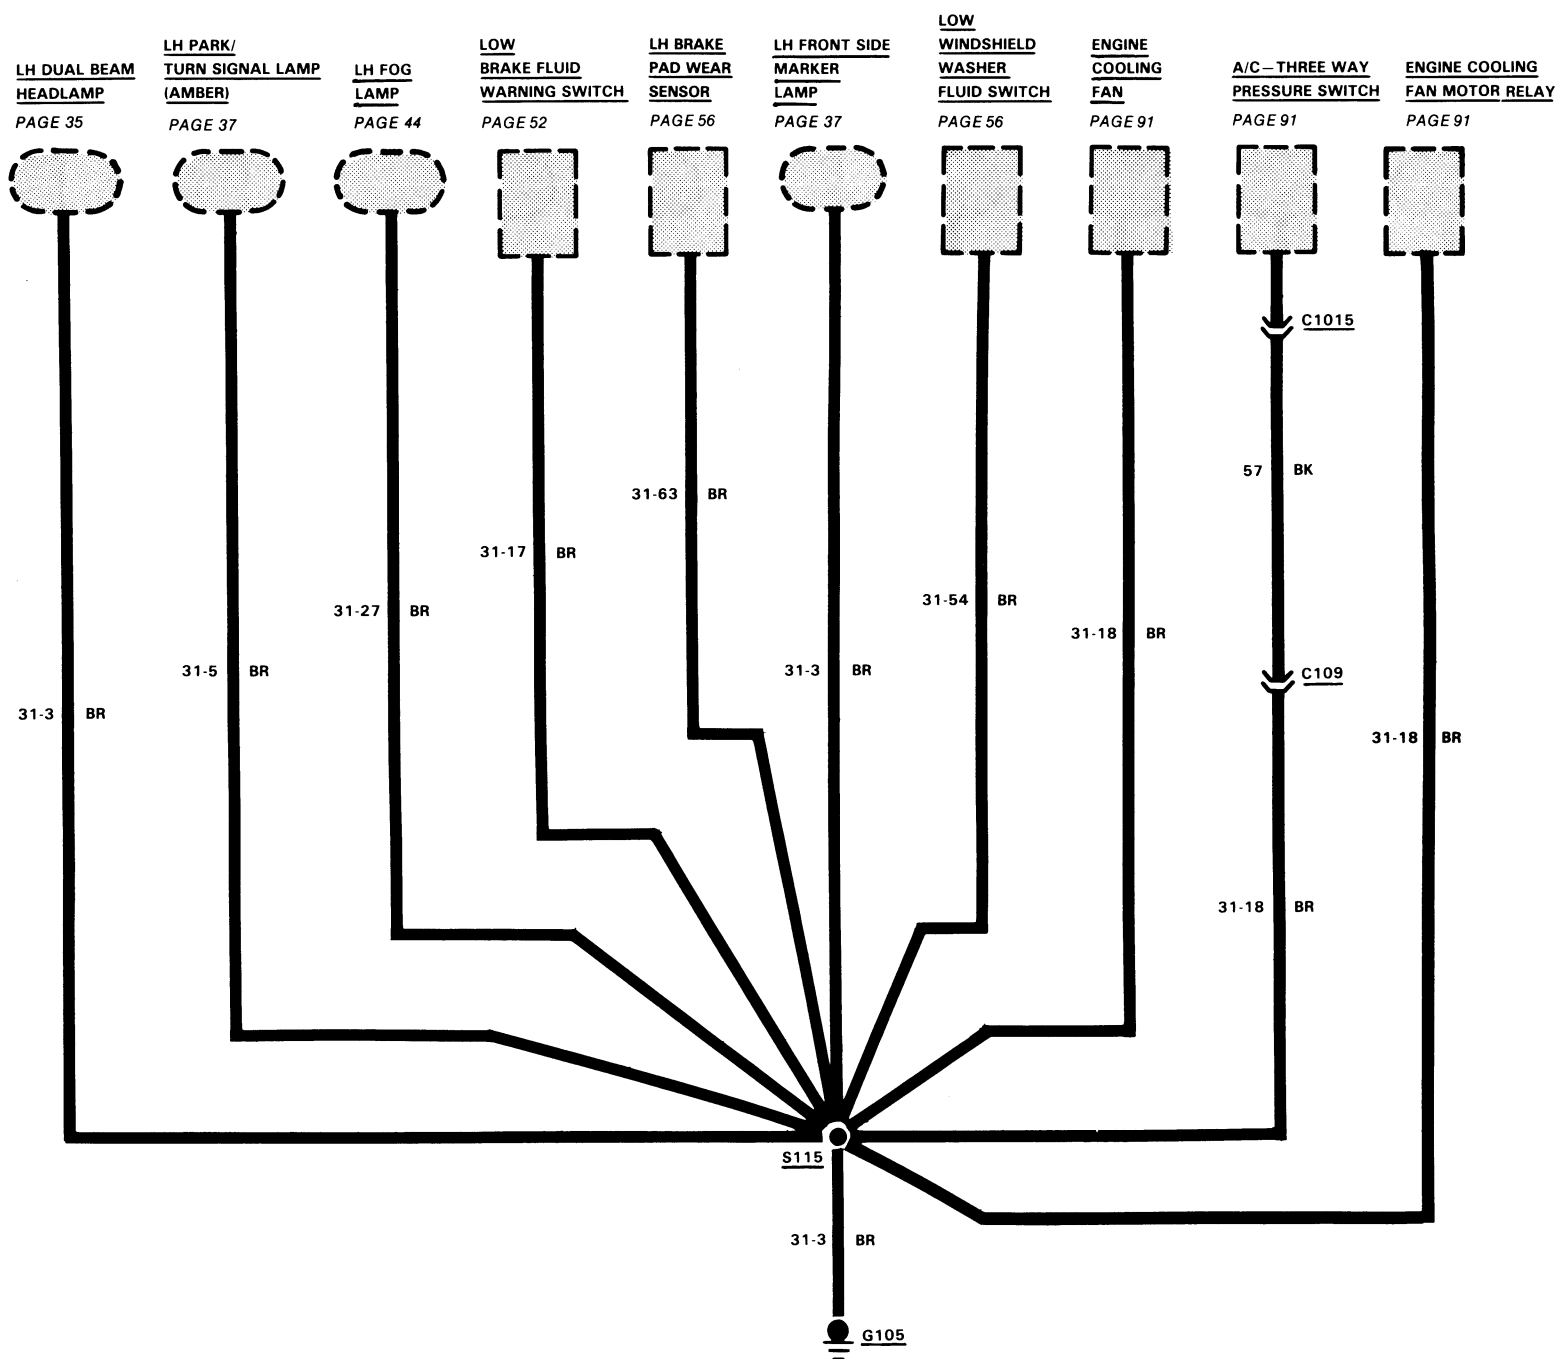 LH DUAL BEAM
HEADLAMP
PAGE 35
LH PARK/
TURN SIGNAL LAMP
(AMBER)
PAGE 37
LH FOG
LAMP
PAGE 44
LOW
BRAKE FLUID
WARNING SWITCH
PAGE 52
LH BRAKE
PAD WEAR
SENSOR
PAGE 56
LH FRONT SIDE
MARKER
LAMP
PAGE 37
LOW
WINDSHIELD
WASHER
FLUID SWITCH
PAGE 56
ENGINE
COOLING
FAN
PAGE 91
A/C—THREE WAY
PRESSURE SWITCH
PAGE 91
ENGINE COOLING
FAN MOTOR RELAY
PAGE 91
C1015
57 BK
31-63 BR
31-17 BR
31-54 BR
31-27 BR
31-18 BR
31-5 BR
31-3 BR
C109
31-3 BR
31-18 BR
31-18 BR
S115
31-3 BR
G105